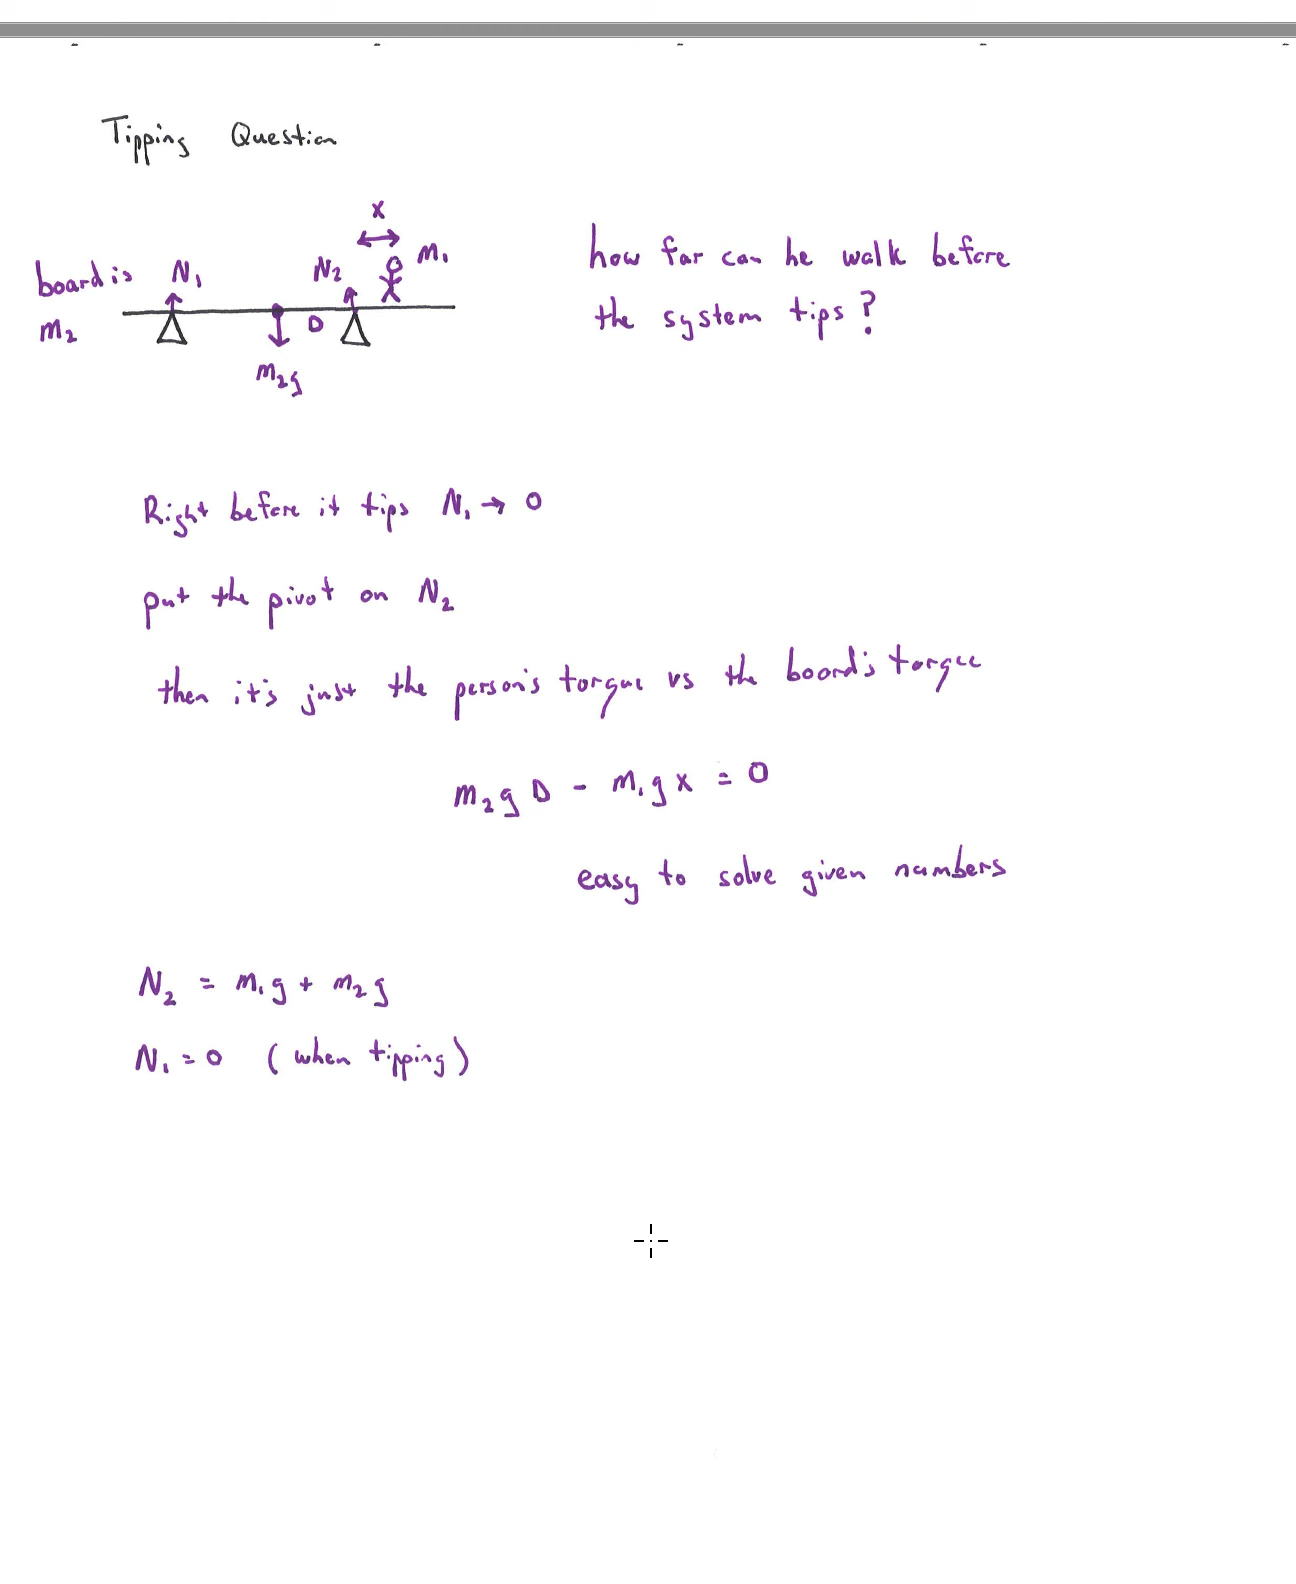 Tipping Question
x
how far can he walk before
the system tips?
board is N₁ N₂ M₁
m₂ D
M₂g
Right before it tips N₁ → 0
put the pivot on N₂
then it's just the person's torque vs the board's torque
m₂gD - m₁gx = 0
easy to solve given numbers
N₂ = m₁g + m₂g
N₁ = 0 (when tipping)